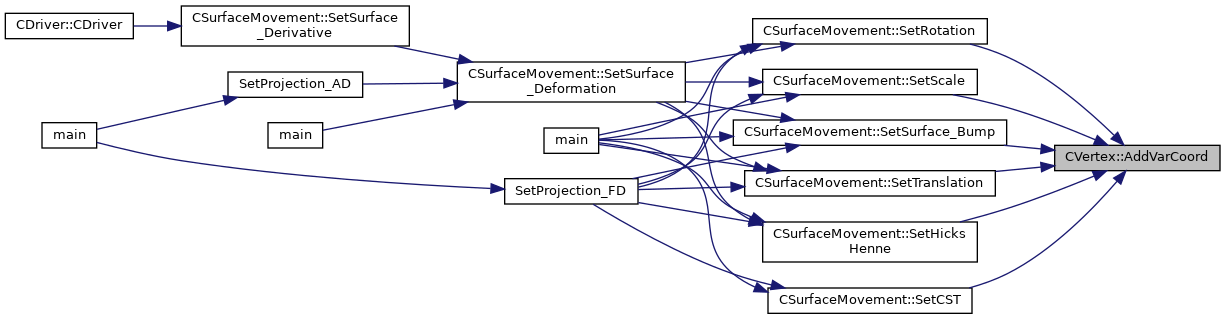 CDriver::CDriver
CSurfaceMovement::SetSurface
_Derivative
SetProjection_AD
main
main
CSurfaceMovement::SetSurface
_Deformation
main
SetProjection_FD
CSurfaceMovement::SetRotation
CSurfaceMovement::SetScale
CSurfaceMovement::SetSurface_Bump
CSurfaceMovement::SetTranslation
CSurfaceMovement::SetHicks
Henne
CSurfaceMovement::SetCST
CVertex::AddVarCoord